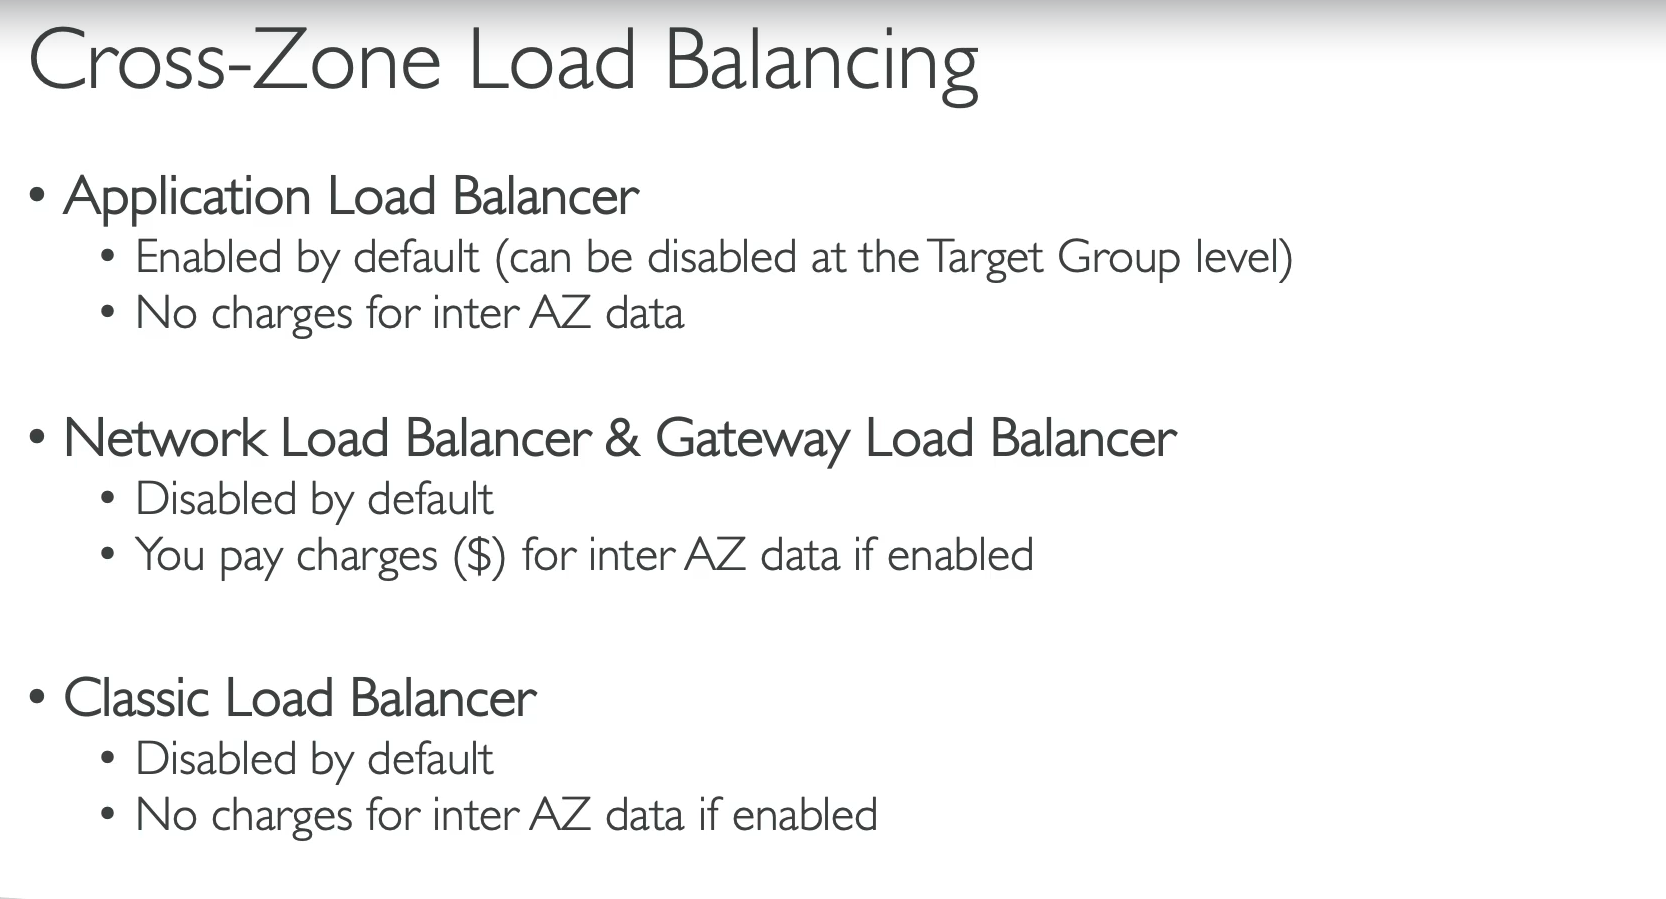 Cross-Zone Load Balancing
• Application Load Balancer
• Enabled by default (can be disabled at the Target Group level)
• No charges for inter AZ data
• Network Load Balancer & Gateway Load Balancer
• Disabled by default
• You pay charges ($) for inter AZ data if enabled
• Classic Load Balancer
• Disabled by default
• No charges for inter AZ data if enabled